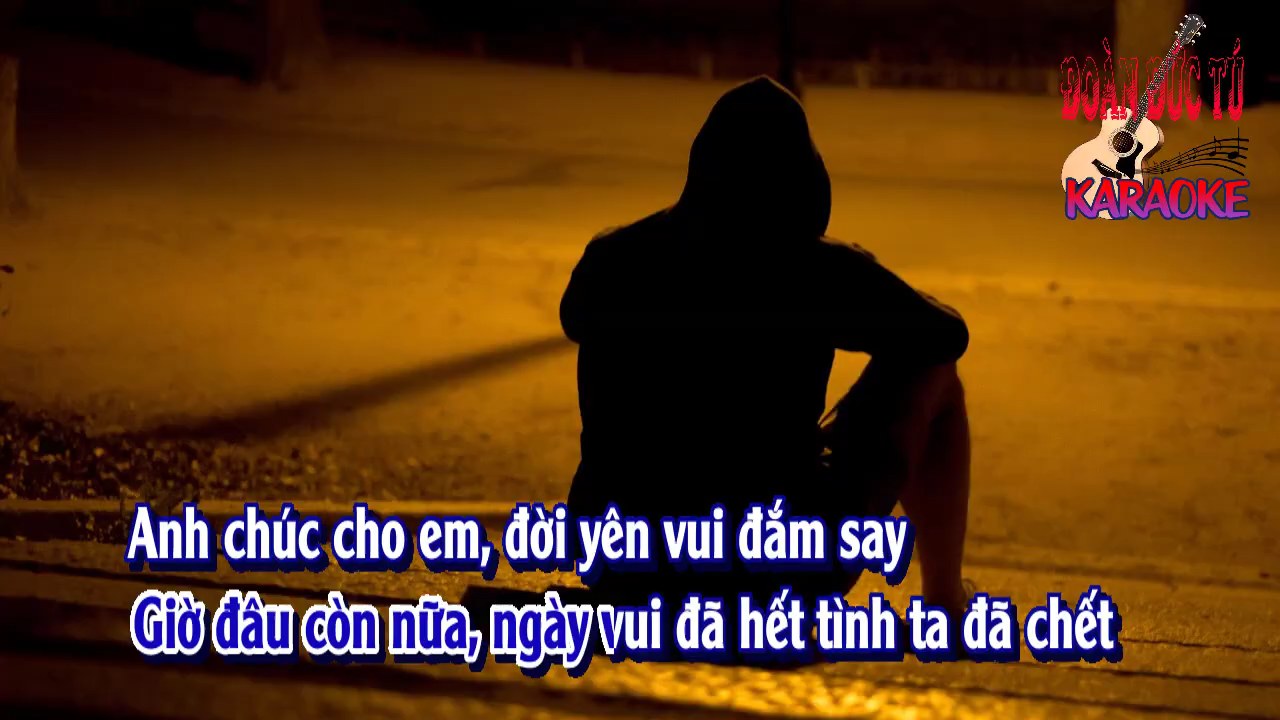 ĐOÀN ĐỨC TÚ
KARAOKE
Anh chúc cho em, đời yên vui đắm say
Giờ đâu còn nữa, ngày vui đã hết tình ta đã chết